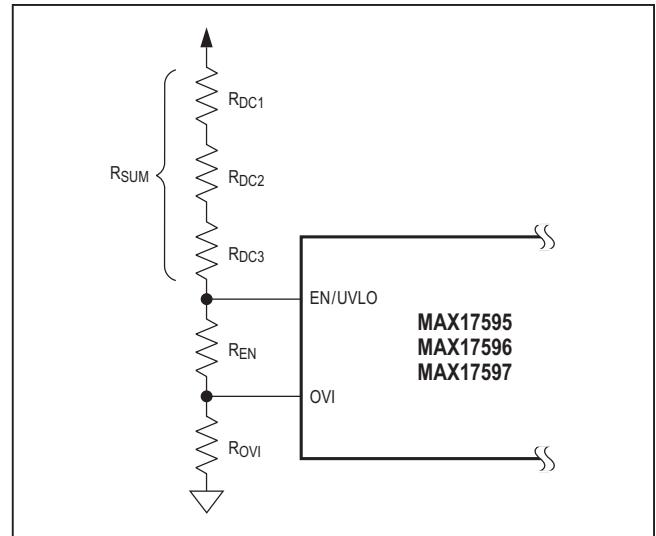 RDC1
RSUM
RDC2
RDC3
EN/UVLO
MAX17595
MAX17596
MAX17597
REN
OVI
ROVI